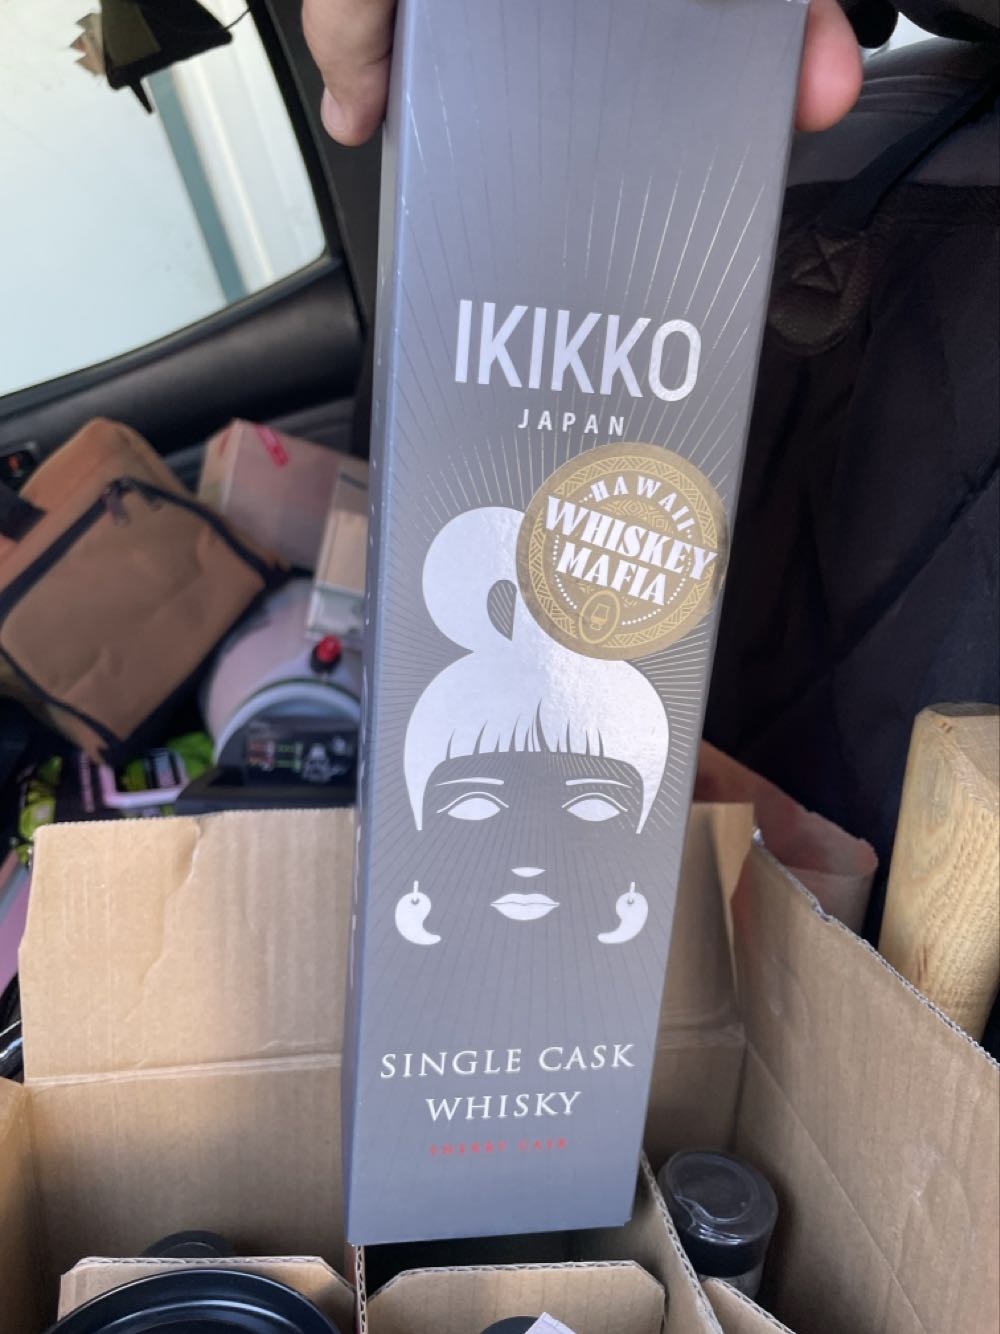 IKIKKO
JAPAN
HAWAII
WHISKEY
MAFIA
SINGLE CASK
WHISKY
SHERRY CASK